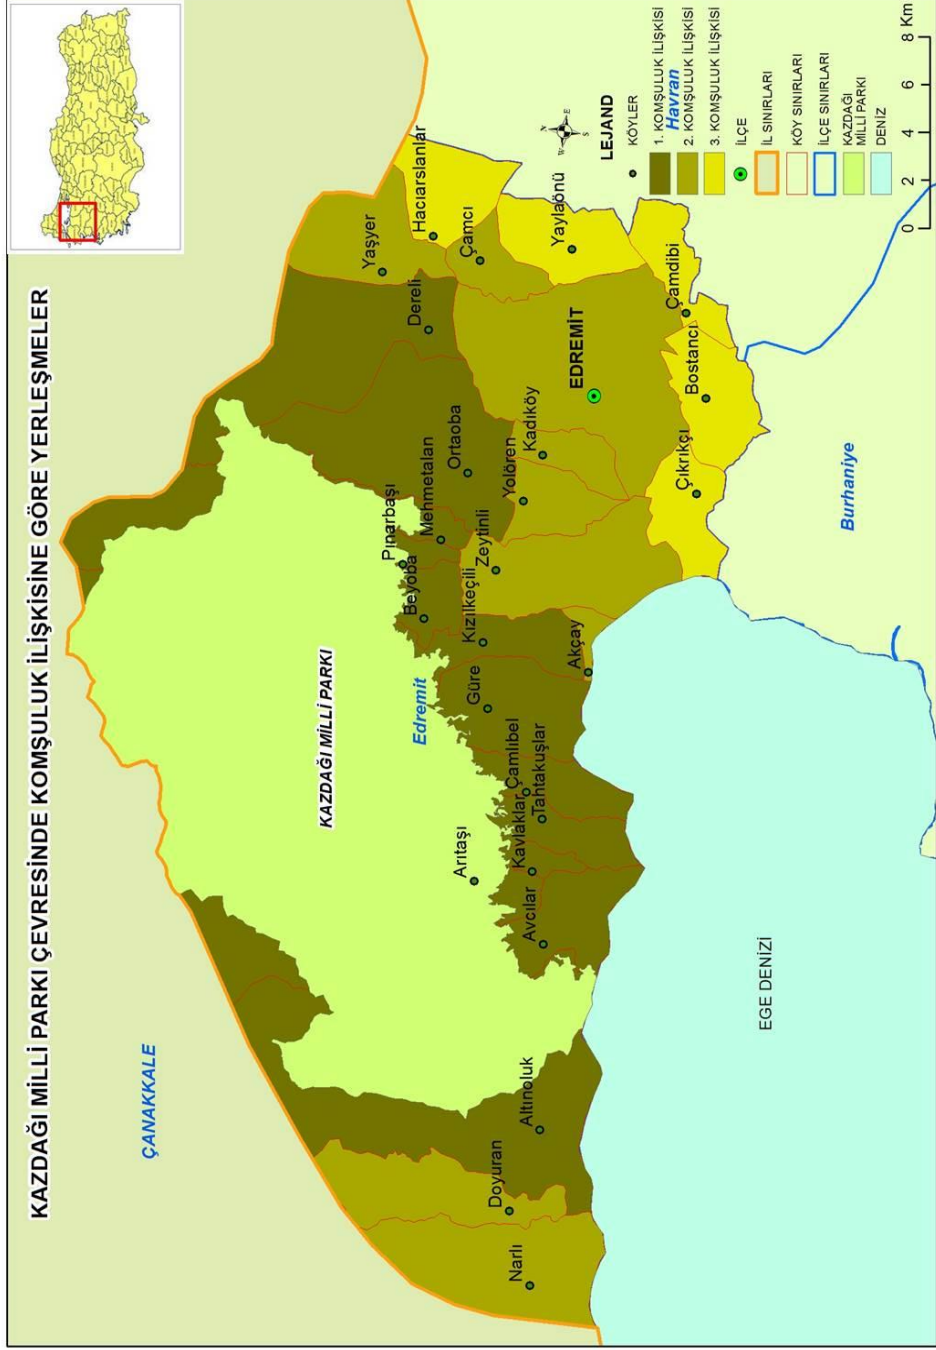 KAZDAĞI MİLLİ PARKI ÇEVRESİNDE KOMŞULUK İLİŞKİSİNE GÖRE YERLEŞMELER
ÇANAKKALE
KAZDAĞI MİLLİ PARKI
Edremit
Yaşyer
Hacıarslanlar
Dereli
Çamcı
Pınarbaşı
Beyoba
Mehmetalan
Ortaoba
Arıtaşı
Güre
Kızılkeçili
Zeytinli
Yolören
Kadıköy
EDREMİT
Yaylaönü
Narlı
Doyuran
Altınoluk
Avcılar
Kavlaklar
Çamlıbel
Tahtakuşlar
Akçay
Çıkrıkçı
Bostancı
Çamdibi
EGE DENİZİ
Burhaniye
Havran
N
W
E
S
LEJAND
KÖYLER
1. KOMŞULUK İLİŞKİSİ
2. KOMŞULUK İLİŞKİSİ
3. KOMŞULUK İLİŞKİSİ
İLÇE
İL SINIRLARI
KÖY SINIRLARI
İLÇE SINIRLARI
KAZDAĞI
MİLLİ PARKI
DENİZ
0 2 4 6 8 Km